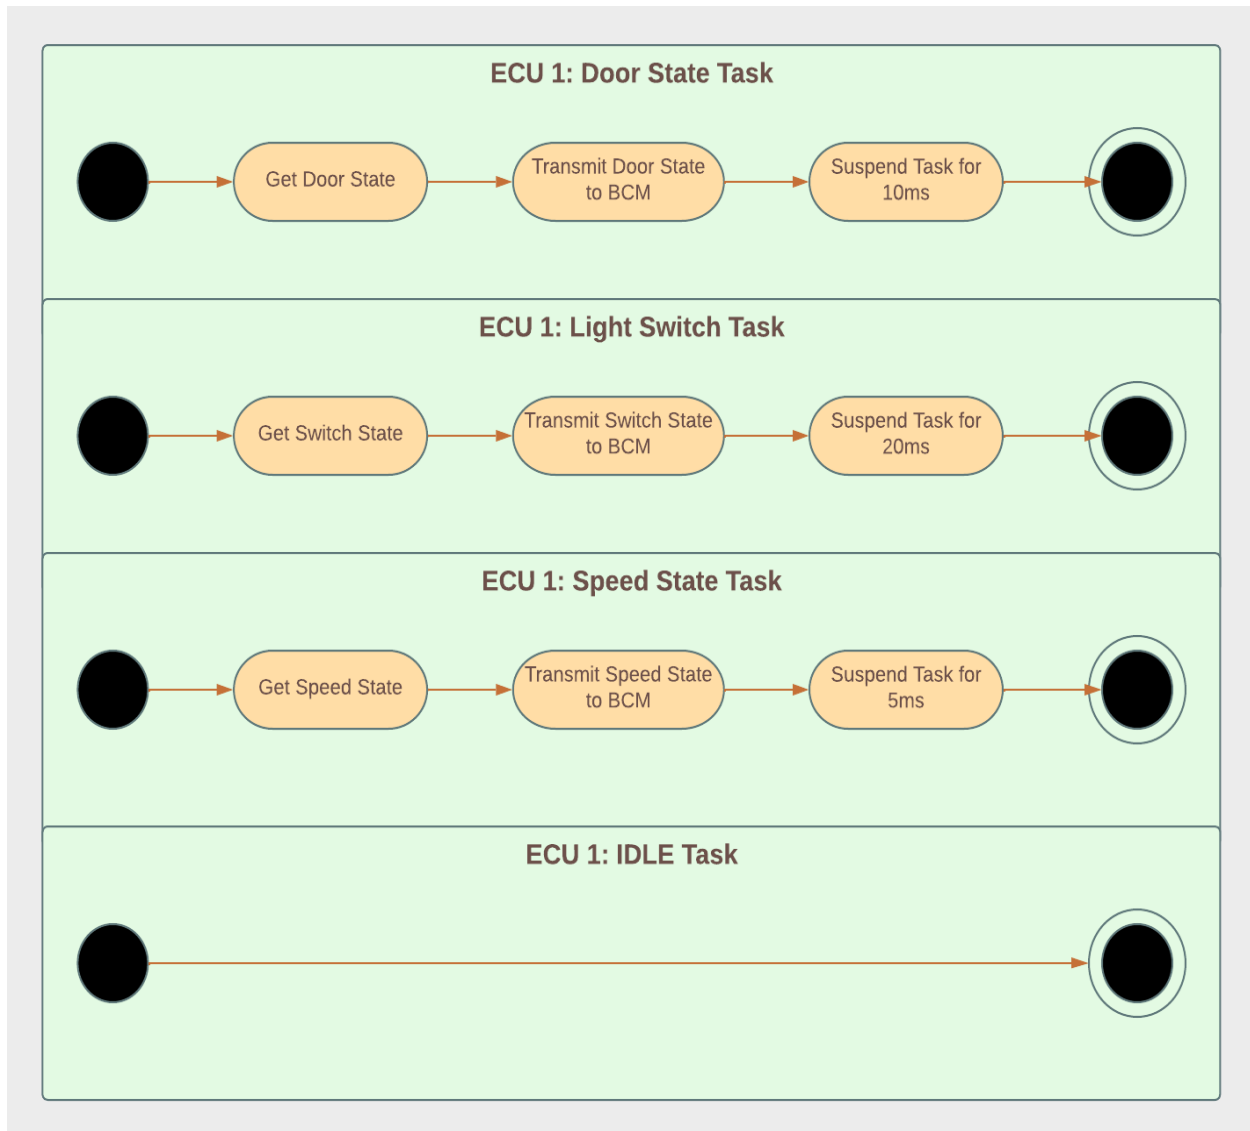 ECU 1: Door State Task
Get Door State
Transmit Door State
to BCM
Suspend Task for
10ms
ECU 1: Light Switch Task
Get Switch State
Transmit Switch State
to BCM
Suspend Task for
20ms
ECU 1: Speed State Task
Get Speed State
Transmit Speed State
to BCM
Suspend Task for
5ms
ECU 1: IDLE Task